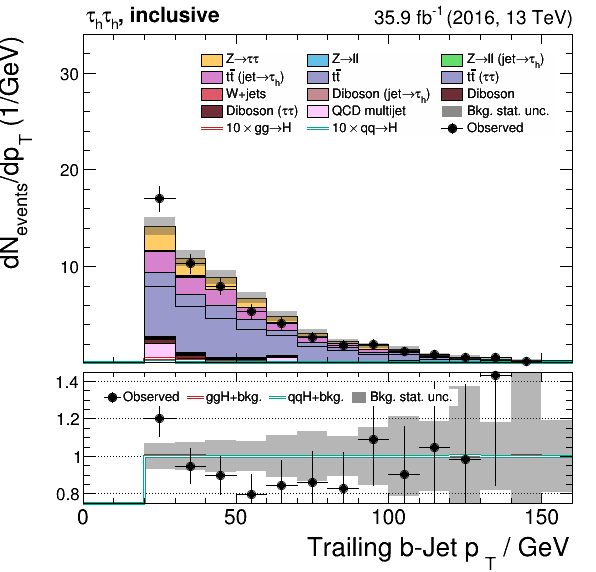 τhτh, inclusive
35.9 fb-1 (2016, 13 TeV)
dNevents/dpT (1/GeV)
Z→ττ Z→ll Z→ll (jet→τh)
tt̄ (jet→τh) tt̄ tt̄ (ττ)
W+jets Diboson (jet→τh) Diboson
Diboson (ττ) QCD multijet Bkg. stat. unc.
10 × gg→H 10 × qq→H Observed
30
20
10
Observed ggH+bkg. qqH+bkg. Bkg. stat. unc.
1.4
1.2
1
0.8
0 50 100 150
Trailing b-Jet pT / GeV